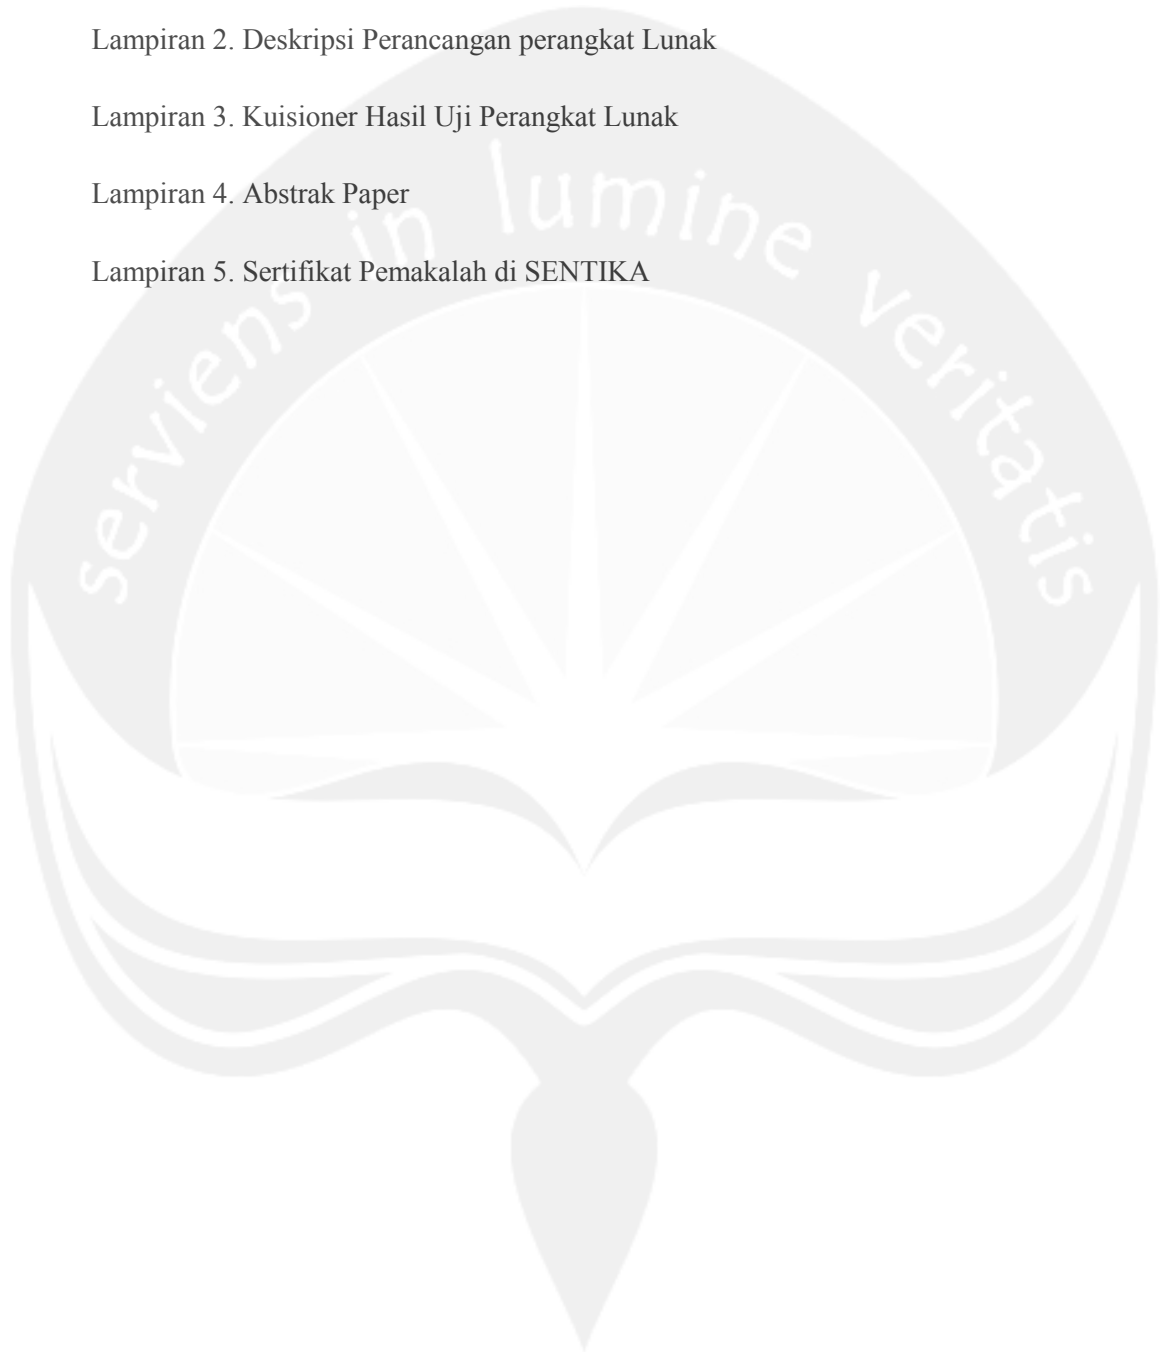 Lampiran 2. Deskripsi Perancangan perangkat Lunak
Lampiran 3. Kuisioner Hasil Uji Perangkat Lunak
Lampiran 4. Abstrak Paper
Lampiran 5. Sertifikat Pemakalah di SENTIKA
serviens in lumine veritatis